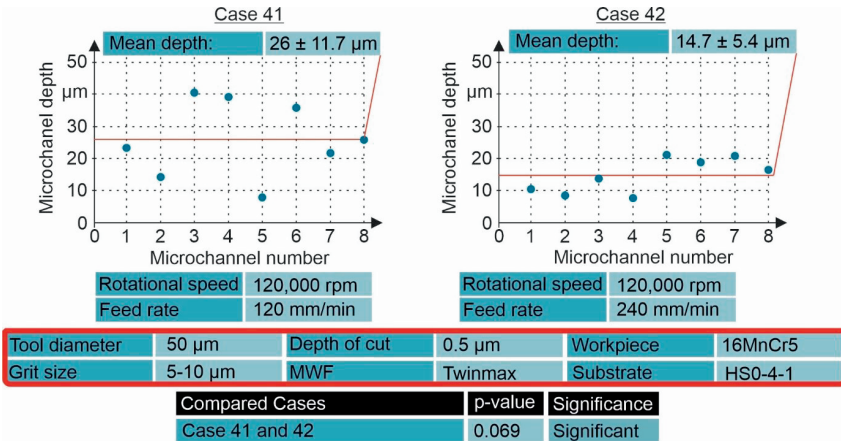 Case 41
Mean depth: 26 ± 11.7 µm
Microchannel depth
50
µm
30
20
10
0
0 1 2 3 4 5 6 7 8
Microchannel number
Rotational speed 120,000 rpm
Feed rate 120 mm/min
Case 42
Mean depth: 14.7 ± 5.4 µm
Microchanel depth
50
µm
30
20
10
0
0 1 2 3 4 5 6 7 8
Microchannel number
Rotational speed 120,000 rpm
Feed rate 240 mm/min
Tool diameter 50 µm Depth of cut 0.5 µm Workpiece 16MnCr5
Grit size 5-10 µm MWF Twinmax Substrate HS0-4-1
Compared Cases p-value Significance
Case 41 and 42 0.069 Significant